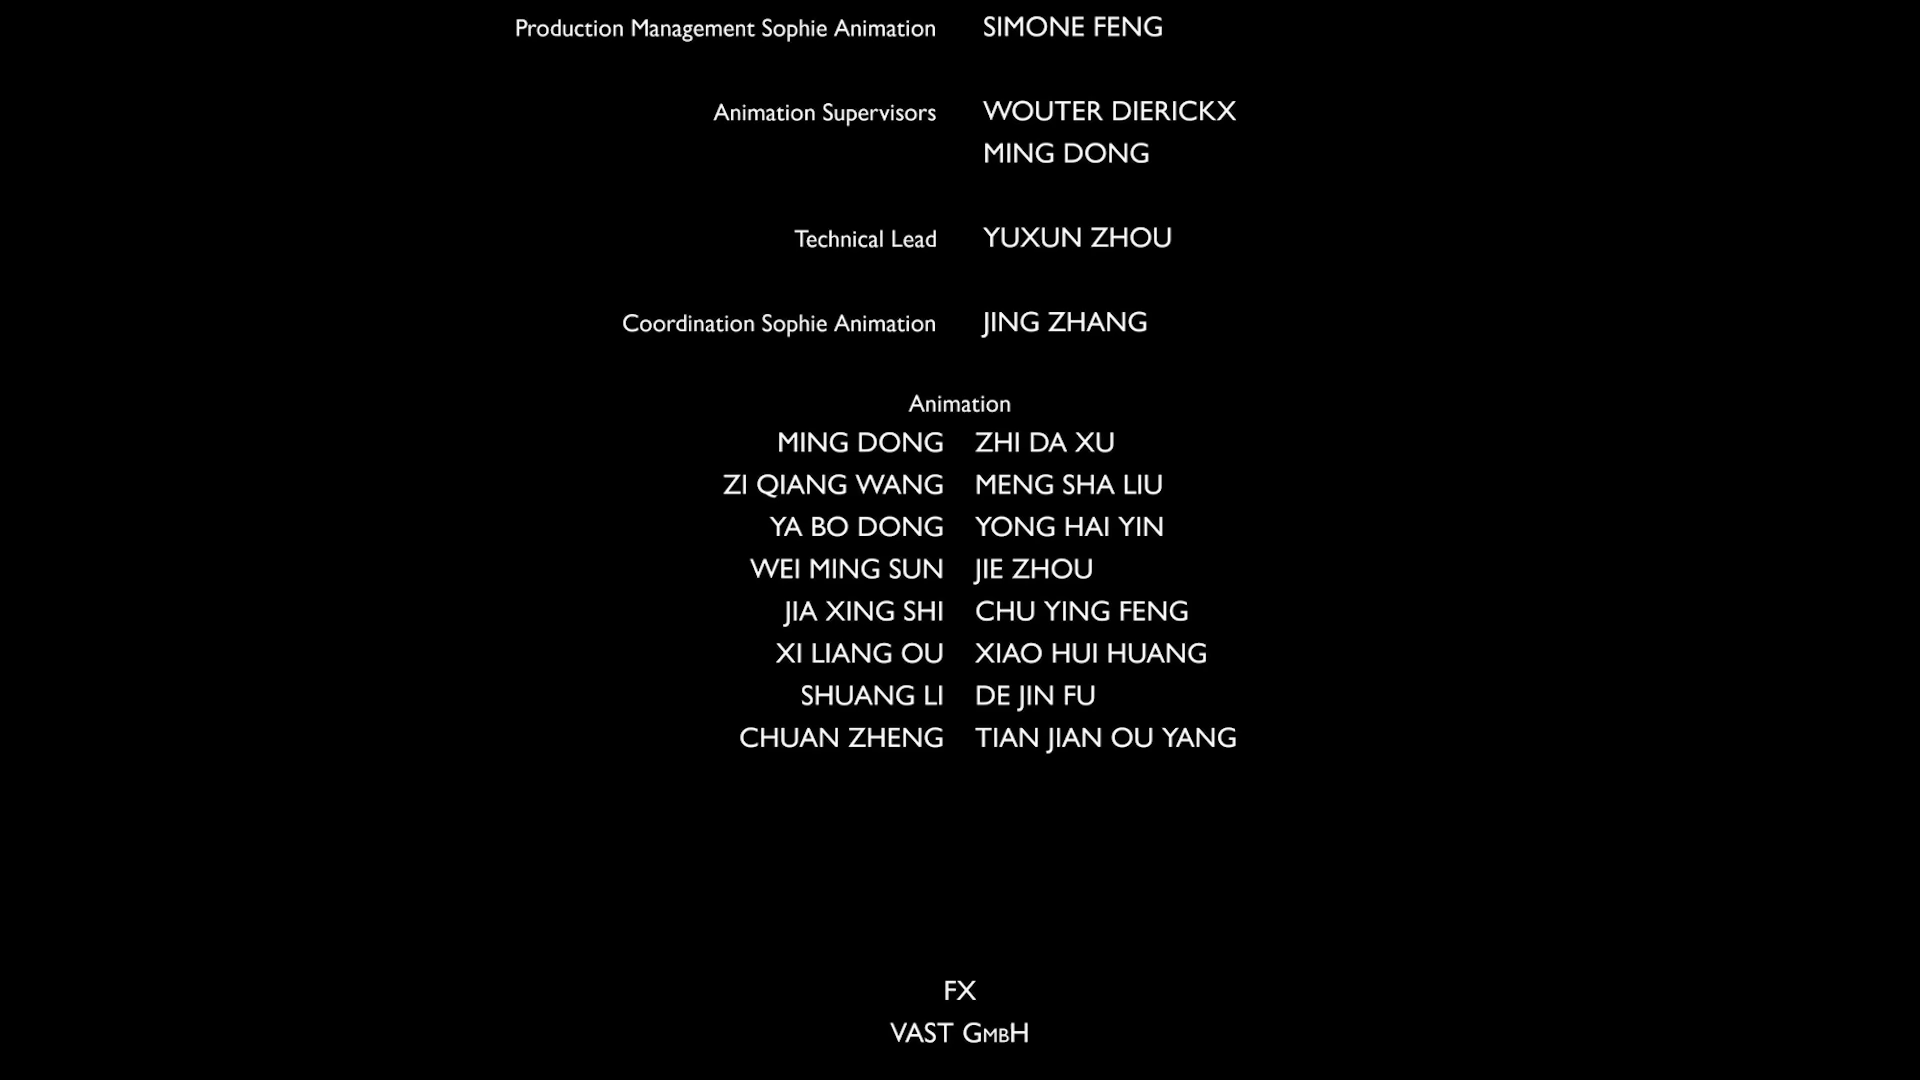 Production Management Sophie Animation SIMONE FENG
Animation Supervisors WOUTER DIERICKX
MING DONG
Technical Lead YUXUN ZHOU
Coordination Sophie Animation JING ZHANG
Animation
MING DONG ZHI DA XU
ZI QIANG WANG MENG SHA LIU
YA BO DONG YONG HAI YIN
WEI MING SUN JIE ZHOU
JIA XING SHI CHU YING FENG
XI LIANG OU XIAO HUI HUANG
SHUANG LI DE JIN FU
CHUAN ZHENG TIAN JIAN OU YANG
FX
VAST GMBH